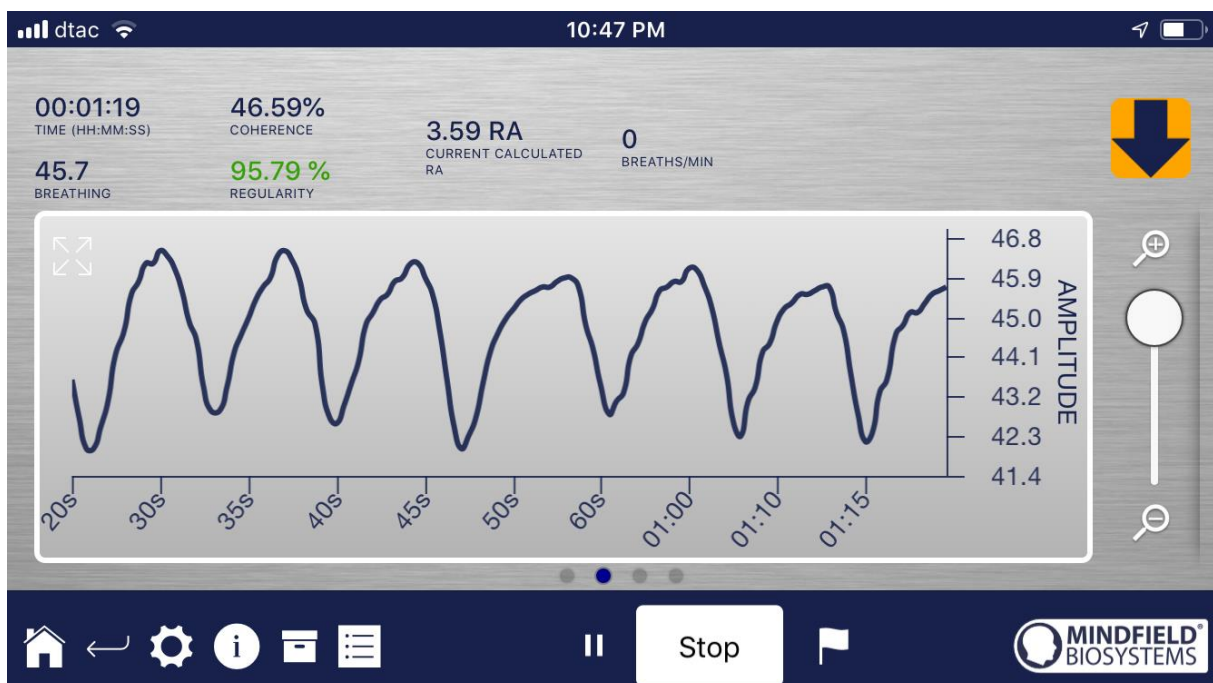 dtac 10:47 PM
00:01:19
TIME (HH:MM:SS)
45.7
BREATHING
46.59%
COHERENCE
95.79 %
REGULARITY
3.59 RA
CURRENT CALCULATED
RA
0
BREATHS/MIN
46.8
45.9
45.0
44.1
43.2
42.3
41.4
AMPLITUDE
20s 30s 35s 40s 45s 50s 60s 01:00 01:10 01:15
i
Stop
MINDFIELD®
BIOSYSTEMS